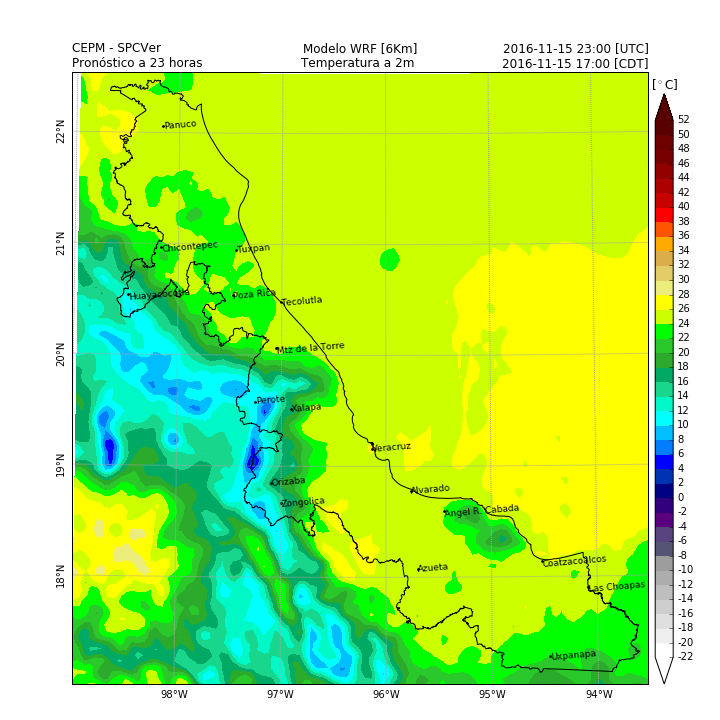 CEPM - SPCVer Modelo WRF [6Km] 2016-11-15 23:00 [UTC]
Pronóstico a 23 horas Temperatura a 2m 2016-11-15 17:00 [CDT]
[°C]
52
50
48
46
44
42
40
38
36
34
32
30
28
26
24
22
20
18
16
14
12
10
8
6
4
2
0
-2
-4
-6
-8
-10
-12
-14
-16
-18
-20
-22
22°N
21°N
20°N
19°N
18°N
Panuco
Chicontepec
Tuxpan
Huayacocotla
Poza Rica
Tecolutla
Mtz de la Torre
Perote
Xalapa
Veracruz
Orizaba
Zongolica
Alvarado
Angel R. Cabada
Azueta
Coatzacoalcos
Las Choapas
Uxpanapa
98°W 97°W 96°W 95°W 94°W